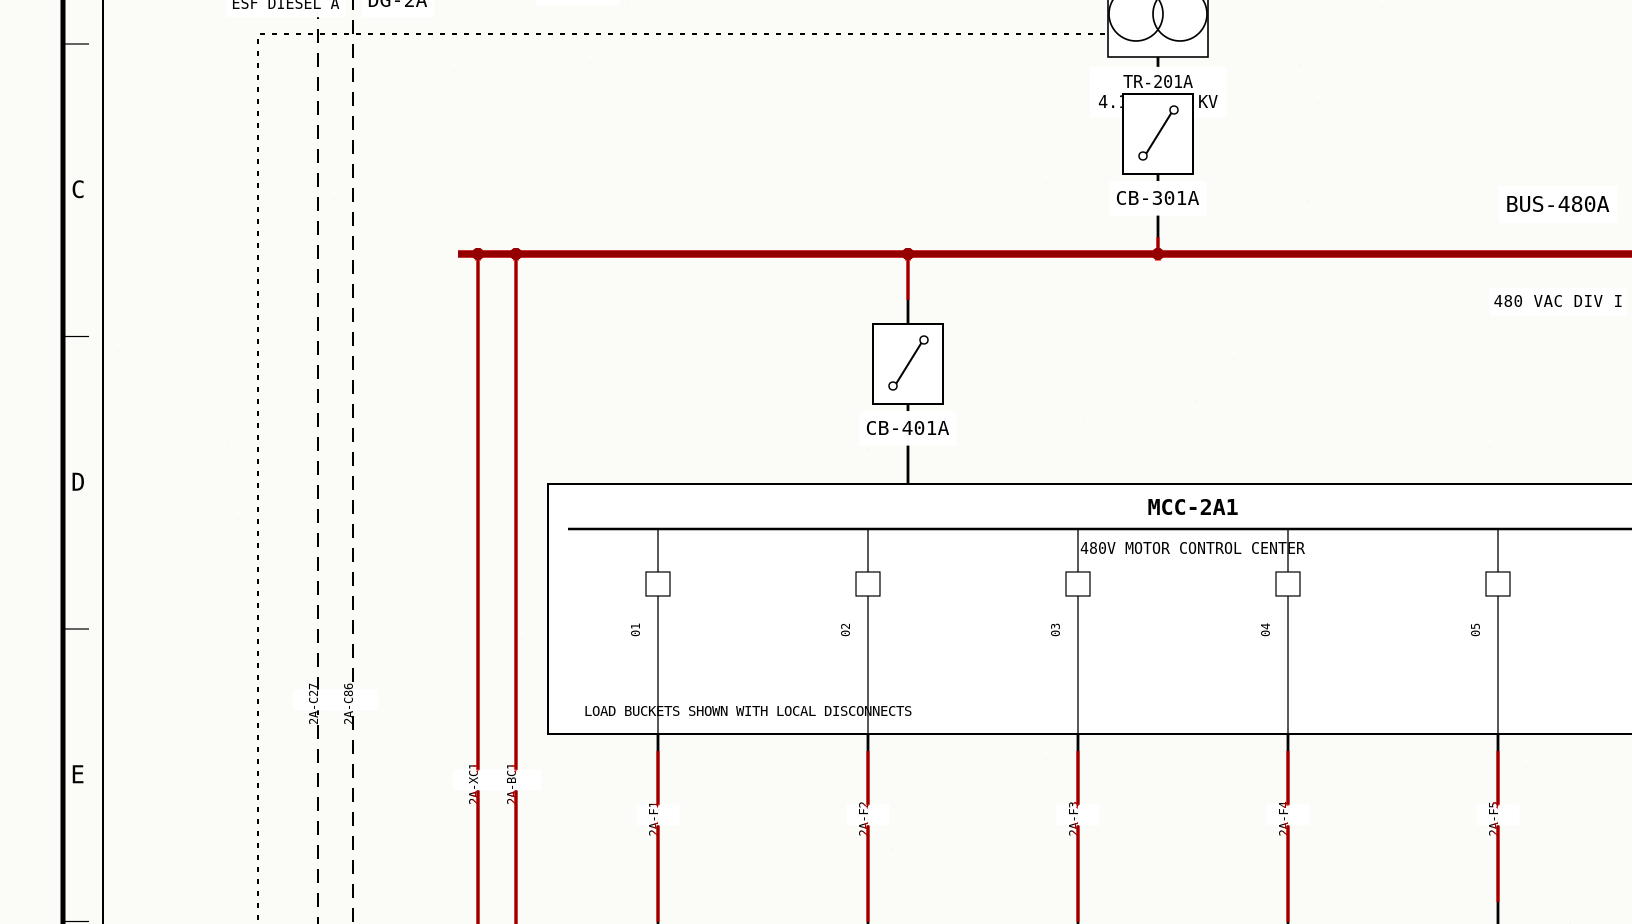 ESF DIESEL A
DG-2A
TR-201A
4.1 KV
C
CB-301A
BUS-480A
480 VAC DIV I
CB-401A
D
MCC-2A1
480V MOTOR CONTROL CENTER
01
02
03
04
05
2A-C27
2A-C86
LOAD BUCKETS SHOWN WITH LOCAL DISCONNECTS
E
2A-XC1
2A-BC1
2A-F1
2A-F2
2A-F3
2A-F4
2A-F5